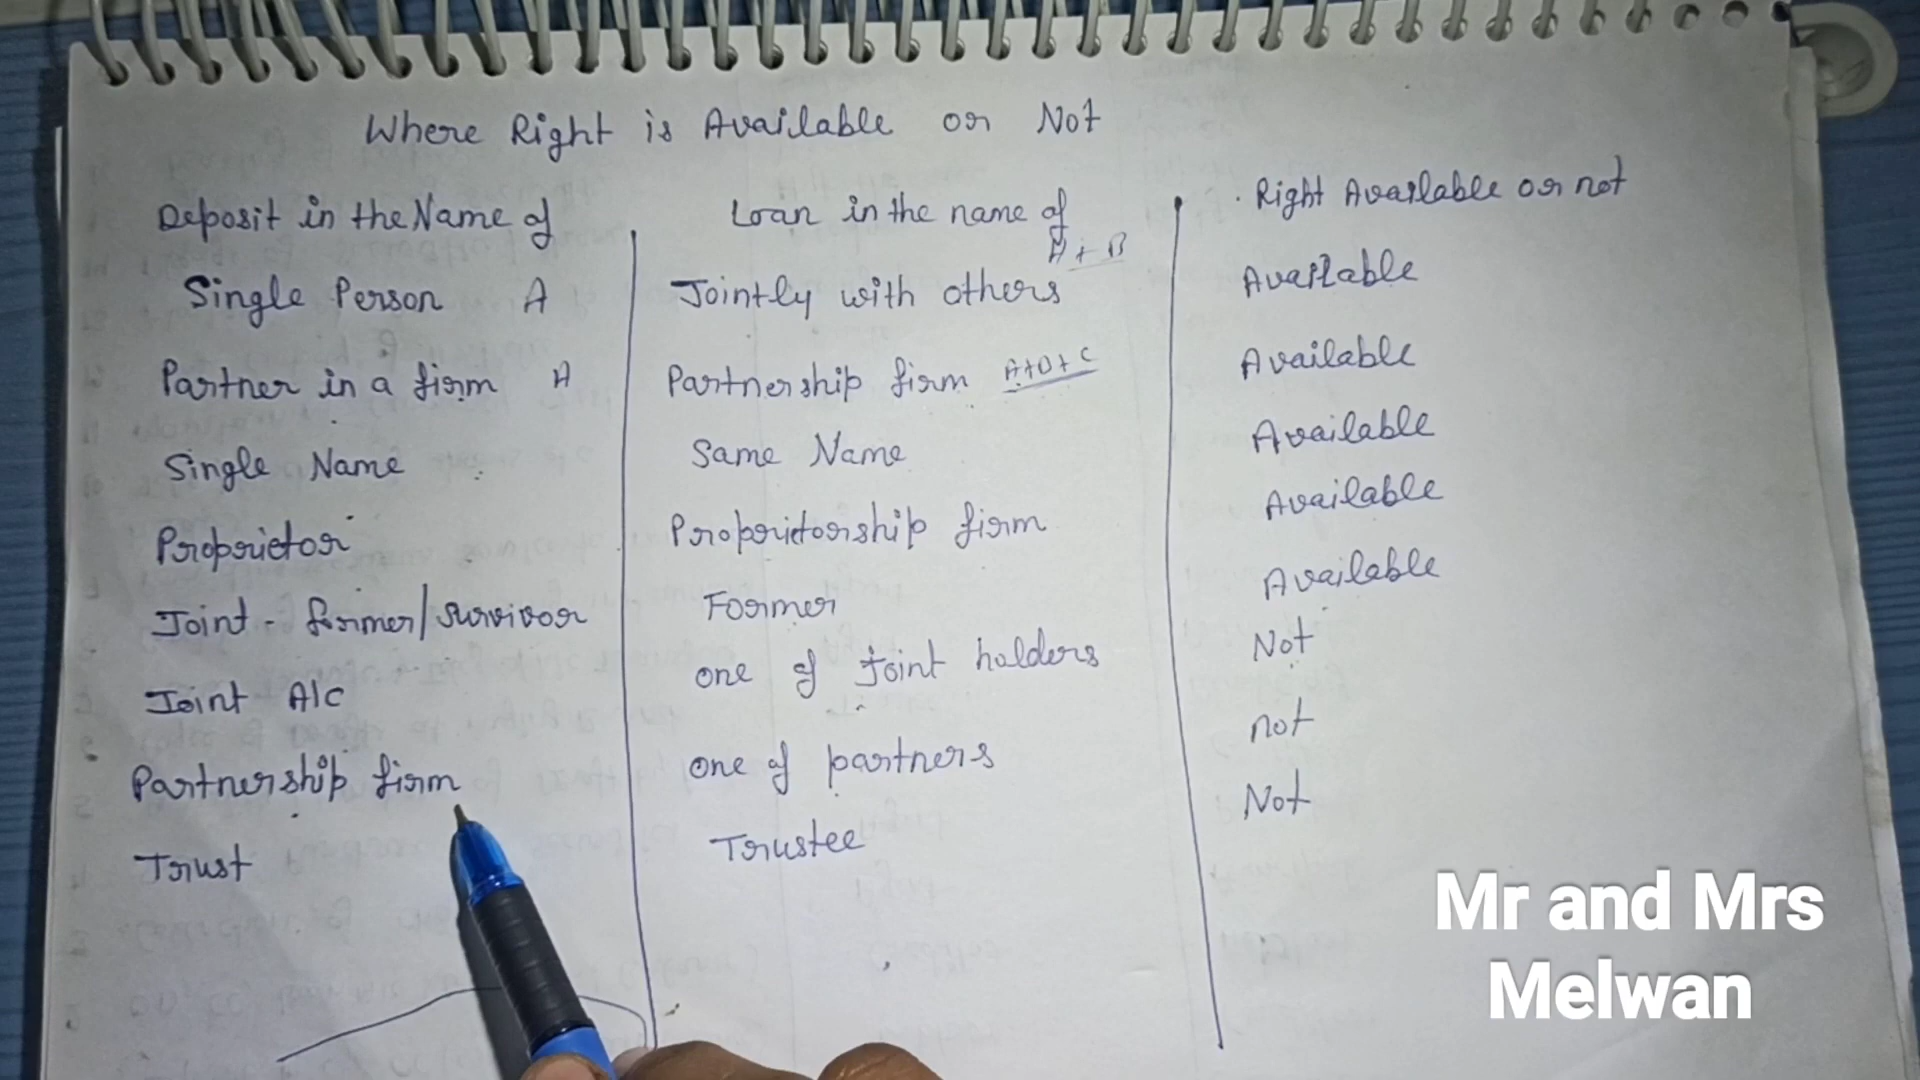 Where Right is Available or Not
Deposit in the Name of Loan in the name of Right Available or not
A + B
Single Person A Jointly with others Available
Partner in a firm A Partnership firm A+B+C Available
Single Name Same Name Available
Proprietor Proprietorship firm Available
Joint - former/survivor Former Available
Joint A/C one of joint holders Not
Partnership firm one of partners not
Trust Trustee Not
Mr and Mrs
Melwan